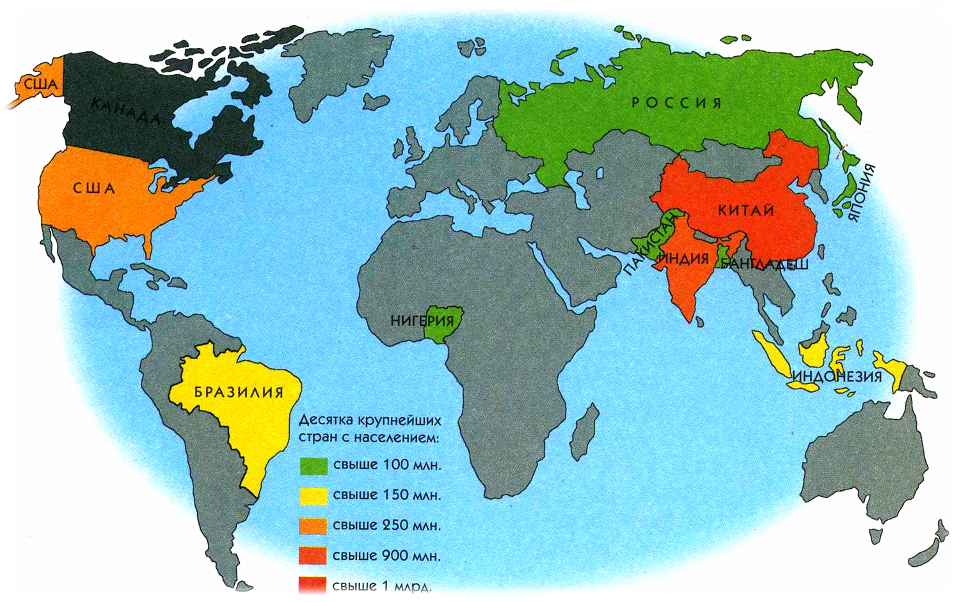 США
КАНАДА
РОССИЯ
США
КИТАЙ
ЯПОНИЯ
ПАКИСТАН
ИНДИЯ
БАНГЛАДЕШ
НИГЕРИЯ
ИНДОНЕЗИЯ
БРАЗИЛИЯ
Десятка крупнейших
стран с населением:
свыше 100 млн.
свыше 150 млн.
свыше 250 млн.
свыше 900 млн.
свыше 1 млрд.